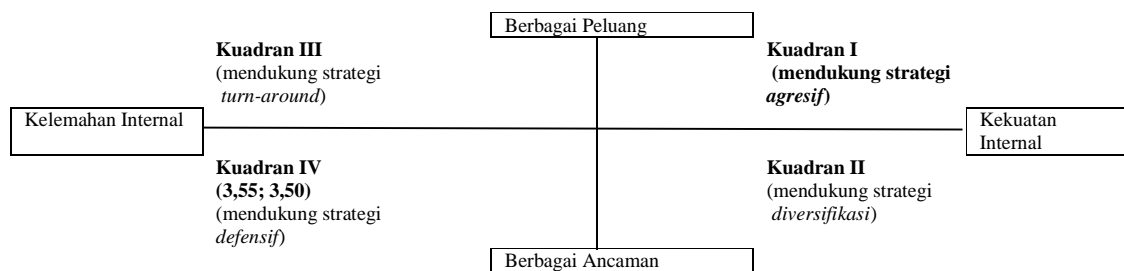 Berbagai Peluang
Kuadran III
(mendukung strategi
turn-around)
Kuadran I
(mendukung strategi
agresif)
Kelemahan Internal
Kekuatan
Internal
Kuadran IV
(3,55; 3,50)
(mendukung strategi
defensif)
Kuadran II
(mendukung strategi
diversifikasi)
Berbagai Ancaman